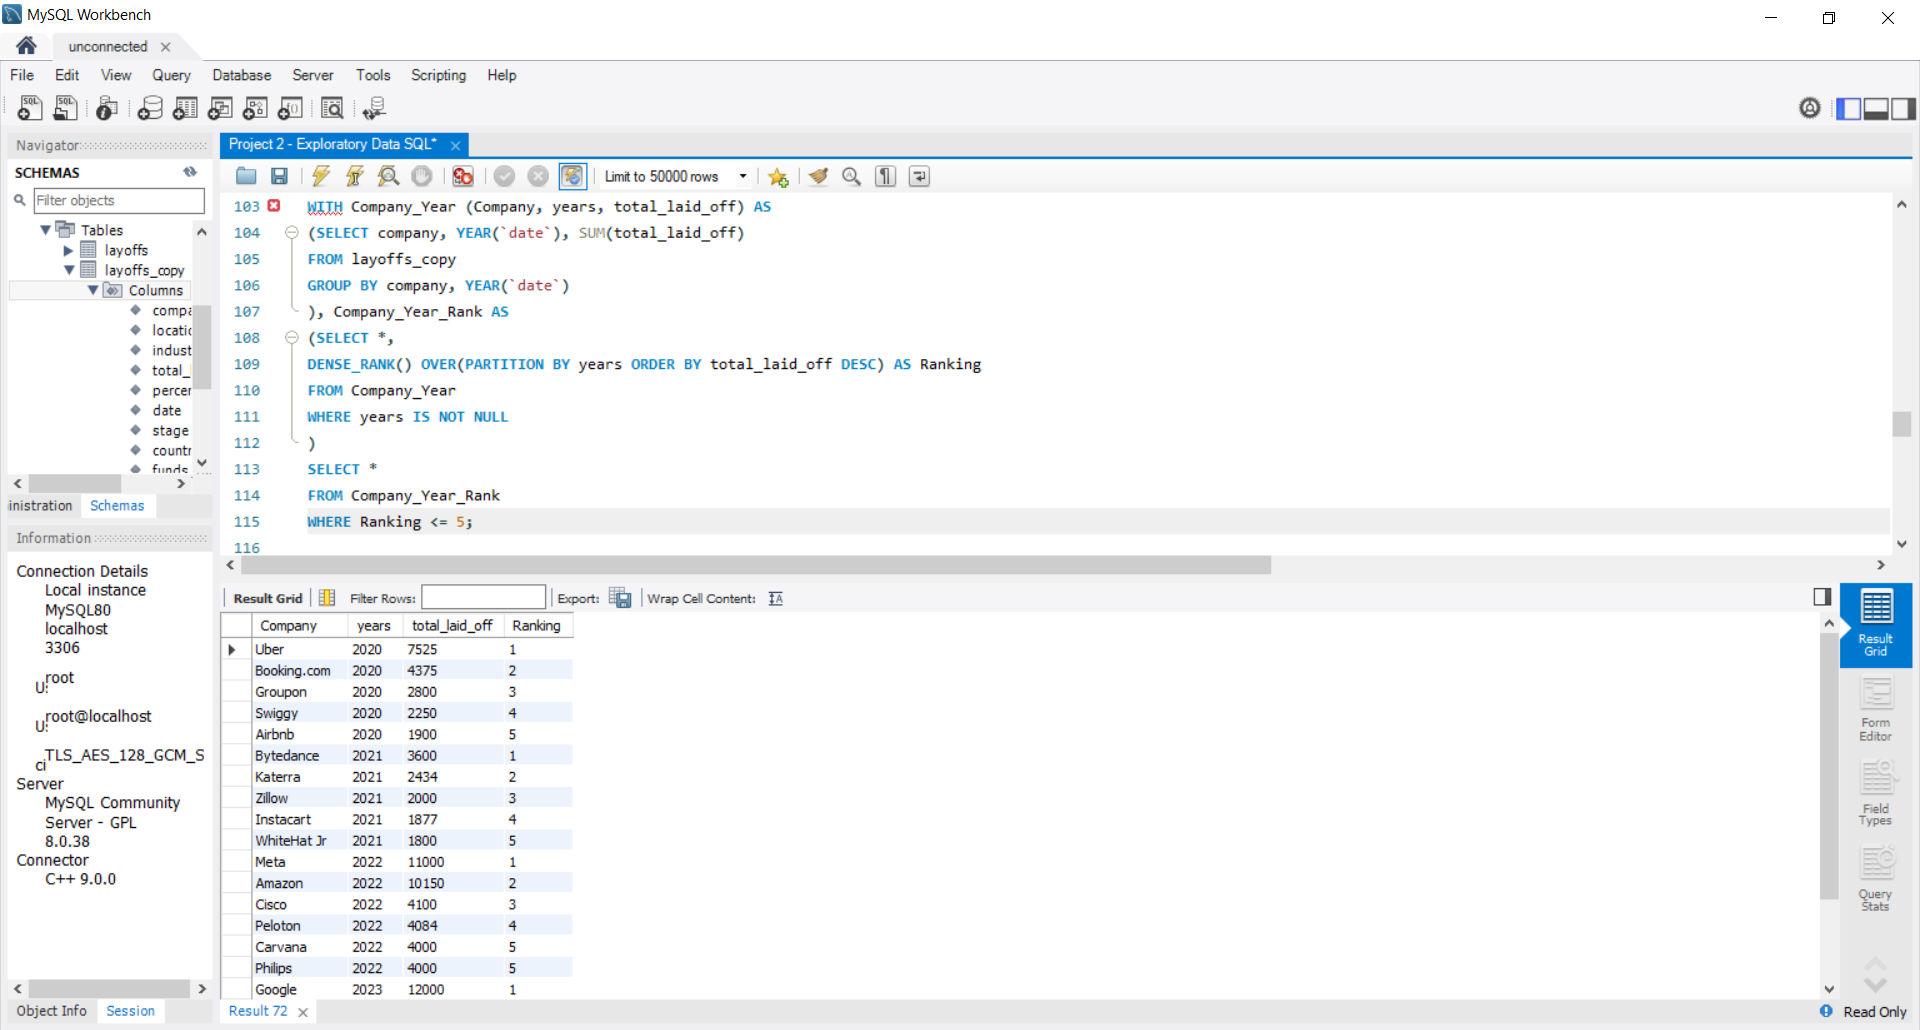 MySQL Workbench
unconnected
File Edit View Query Database Server Tools Scripting Help
Navigator
SCHEMAS
Filter objects
Tables
layoffs
layoffs_copy
Columns
compa
locatic
indust
total_
percer
date
stage
countr
funds
inistration Schemas
Information
Connection Details
Local instance
MySQL80
localhost
3306
root
U:
root@localhost
U:
TLS_AES_128_GCM_S
ci
Server
MySQL Community
Server - GPL
8.0.38
Connector
C++ 9.0.0
Object Info Session
Project 2 - Exploratory Data SQL*
Limit to 50000 rows
103 WITH Company_Year (Company, years, total_laid_off) AS
104 (SELECT company, YEAR(`date`), SUM(total_laid_off)
105 FROM layoffs_copy
106 GROUP BY company, YEAR(`date`)
107 ), Company_Year_Rank AS
108 (SELECT *,
109 DENSE_RANK() OVER(PARTITION BY years ORDER BY total_laid_off DESC) AS Ranking
110 FROM Company_Year
111 WHERE years IS NOT NULL
112 )
113 SELECT *
114 FROM Company_Year_Rank
115 WHERE Ranking <= 5;
116
Result Grid Filter Rows: Export: Wrap Cell Content:
Company years total_laid_off Ranking
Uber 2020 7525 1
Booking.com 2020 4375 2
Groupon 2020 2800 3
Swiggy 2020 2250 4
Airbnb 2020 1900 5
Bytedance 2021 3600 1
Katerra 2021 2434 2
Zillow 2021 2000 3
Instacart 2021 1877 4
WhiteHat Jr 2021 1800 5
Meta 2022 11000 1
Amazon 2022 10150 2
Cisco 2022 4100 3
Peloton 2022 4084 4
Carvana 2022 4000 5
Philips 2022 4000 5
Google 2023 12000 1
Result 72
Result
Grid
Form
Editor
Field
Types
Query
Stats
Read Only